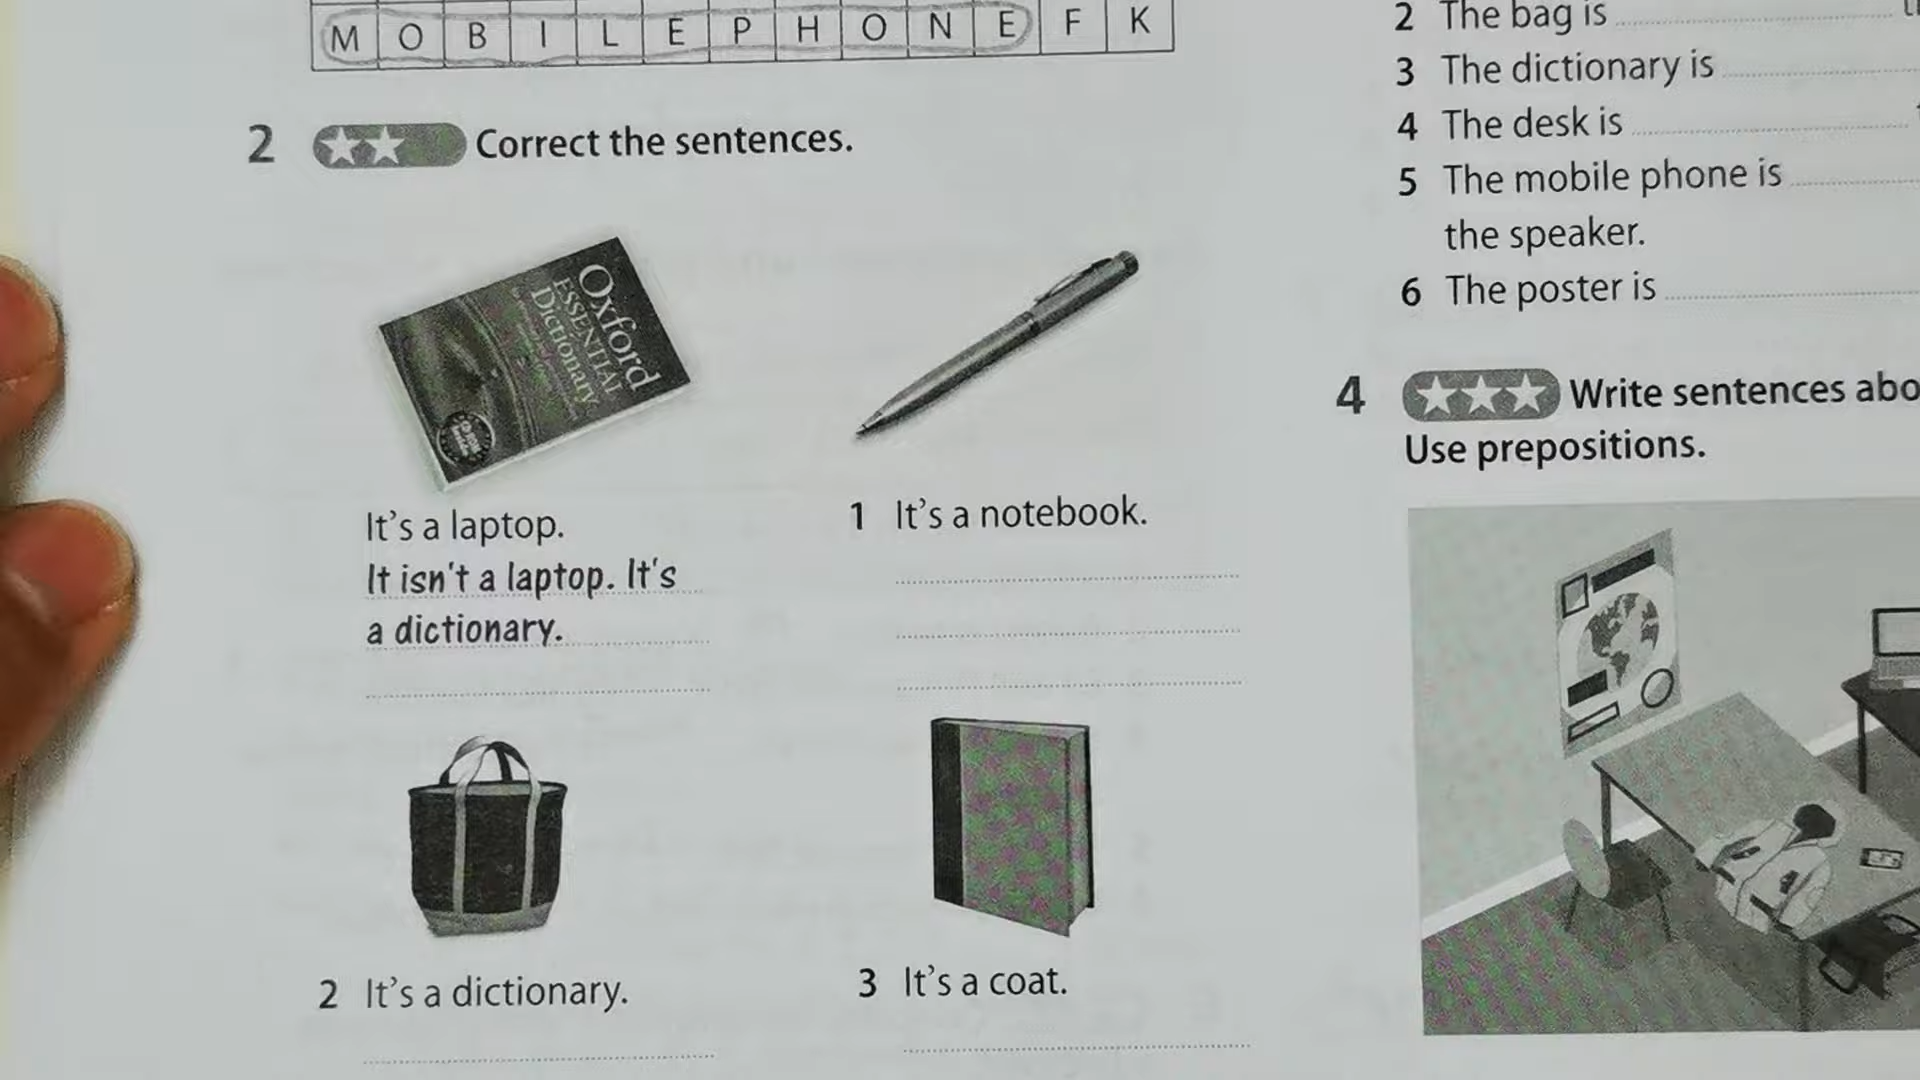 M O B I L E P H O N E F K
2 Correct the sentences.
Oxford
ESSENTIAL
Dictionary
It's a laptop.
It isn't a laptop. It's
a dictionary.
1 It's a notebook.
2 It's a dictionary.
3 It's a coat.
2 The bag is
3 The dictionary is
4 The desk is
5 The mobile phone is
the speaker.
6 The poster is
4 Write sentences abo
Use prepositions.